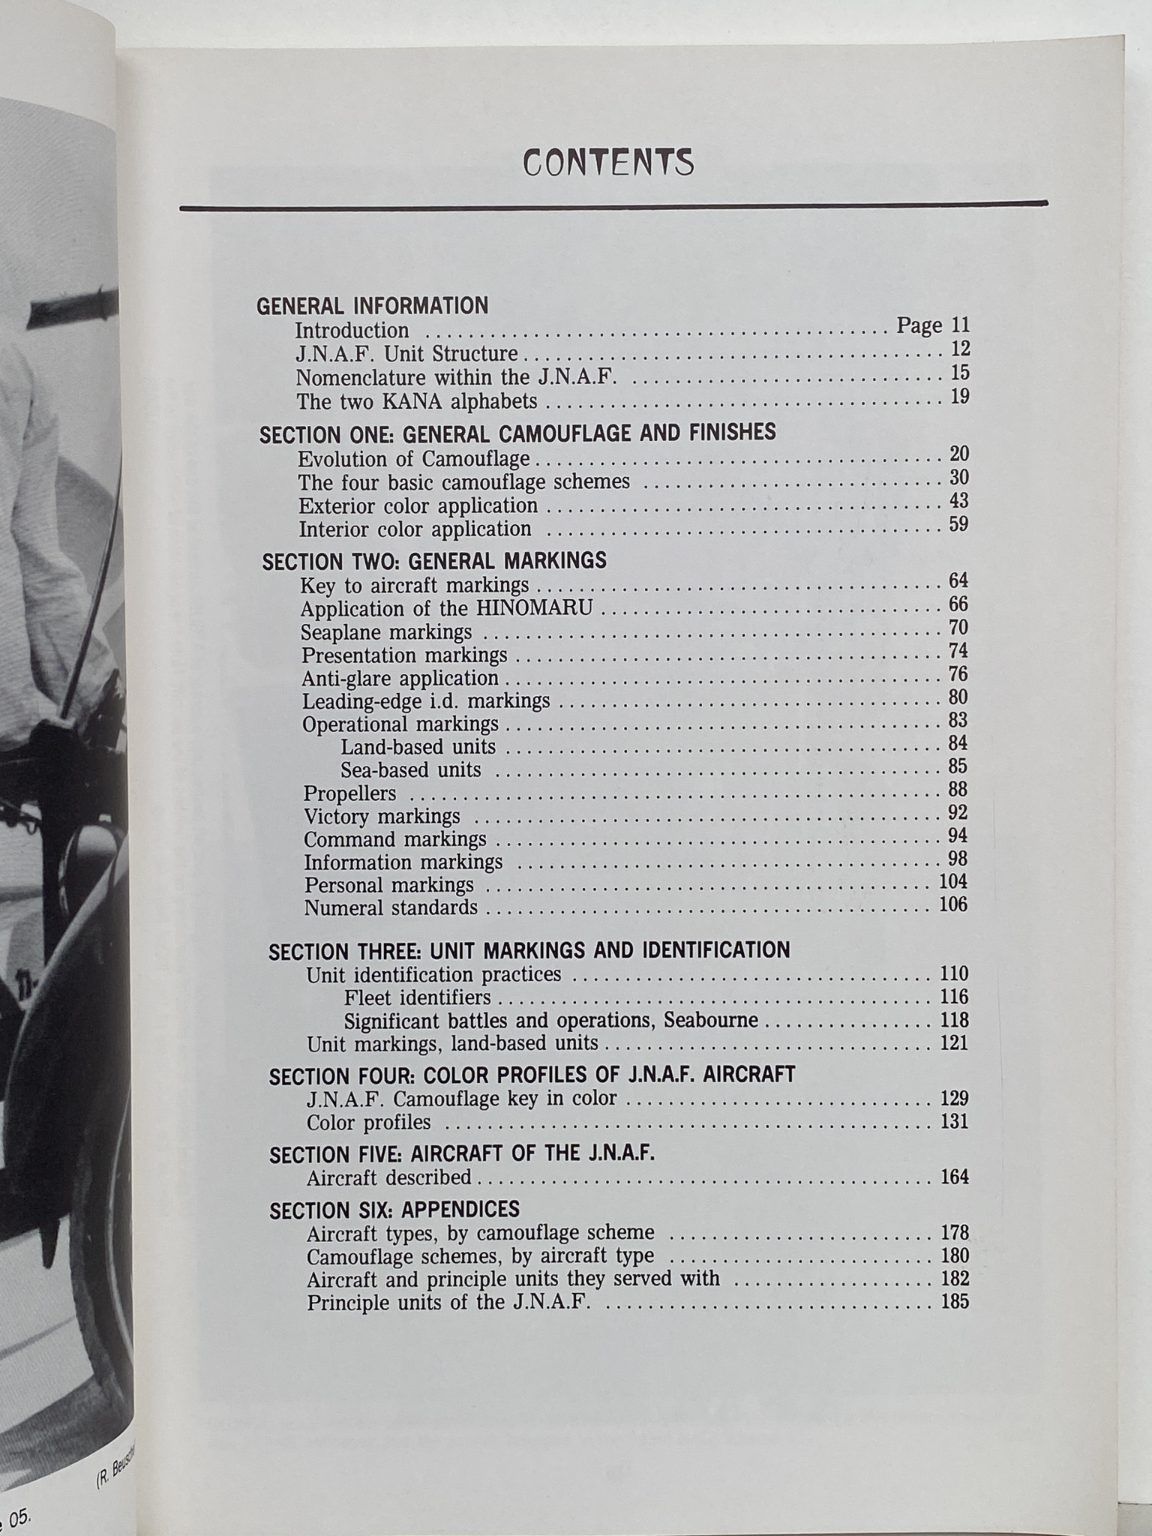 CONTENTS
GENERAL INFORMATION
Introduction ........................................... Page 11
J.N.A.F. Unit Structure ....................................... 12
Nomenclature within the J.N.A.F. ............................. 15
The two KANA alphabets ..................................... 19
SECTION ONE: GENERAL CAMOUFLAGE AND FINISHES
Evolution of Camouflage ...................................... 20
The four basic camouflage schemes ............................ 30
Exterior color application ..................................... 43
Interior color application ..................................... 59
SECTION TWO: GENERAL MARKINGS
Key to aircraft markings ...................................... 64
Application of the HINOMARU ................................ 66
Seaplane markings ........................................... 70
Presentation markings ........................................ 74
Anti-glare application ......................................... 76
Leading-edge i.d. markings .................................... 80
Operational markings ......................................... 83
Land-based units ......................................... 84
Sea-based units .......................................... 85
Propellers .................................................. 88
Victory markings ............................................ 92
Command markings .......................................... 94
Information markings ........................................ 98
Personal markings .......................................... 104
Numeral standards .......................................... 106
SECTION THREE: UNIT MARKINGS AND IDENTIFICATION
Unit identification practices .................................. 110
Fleet identifiers ......................................... 116
Significant battles and operations, Seabourne ................ 118
Unit markings, land-based units ............................... 121
SECTION FOUR: COLOR PROFILES OF J.N.A.F. AIRCRAFT
J.N.A.F. Camouflage key in color ............................. 129
Color profiles .............................................. 131
SECTION FIVE: AIRCRAFT OF THE J.N.A.F.
Aircraft described ........................................... 164
SECTION SIX: APPENDICES
Aircraft types, by camouflage scheme ......................... 178
Camouflage schemes, by aircraft type ......................... 180
Aircraft and principle units they served with ................... 182
Principle units of the J.N.A.F. ............................... 185
(R.
05.